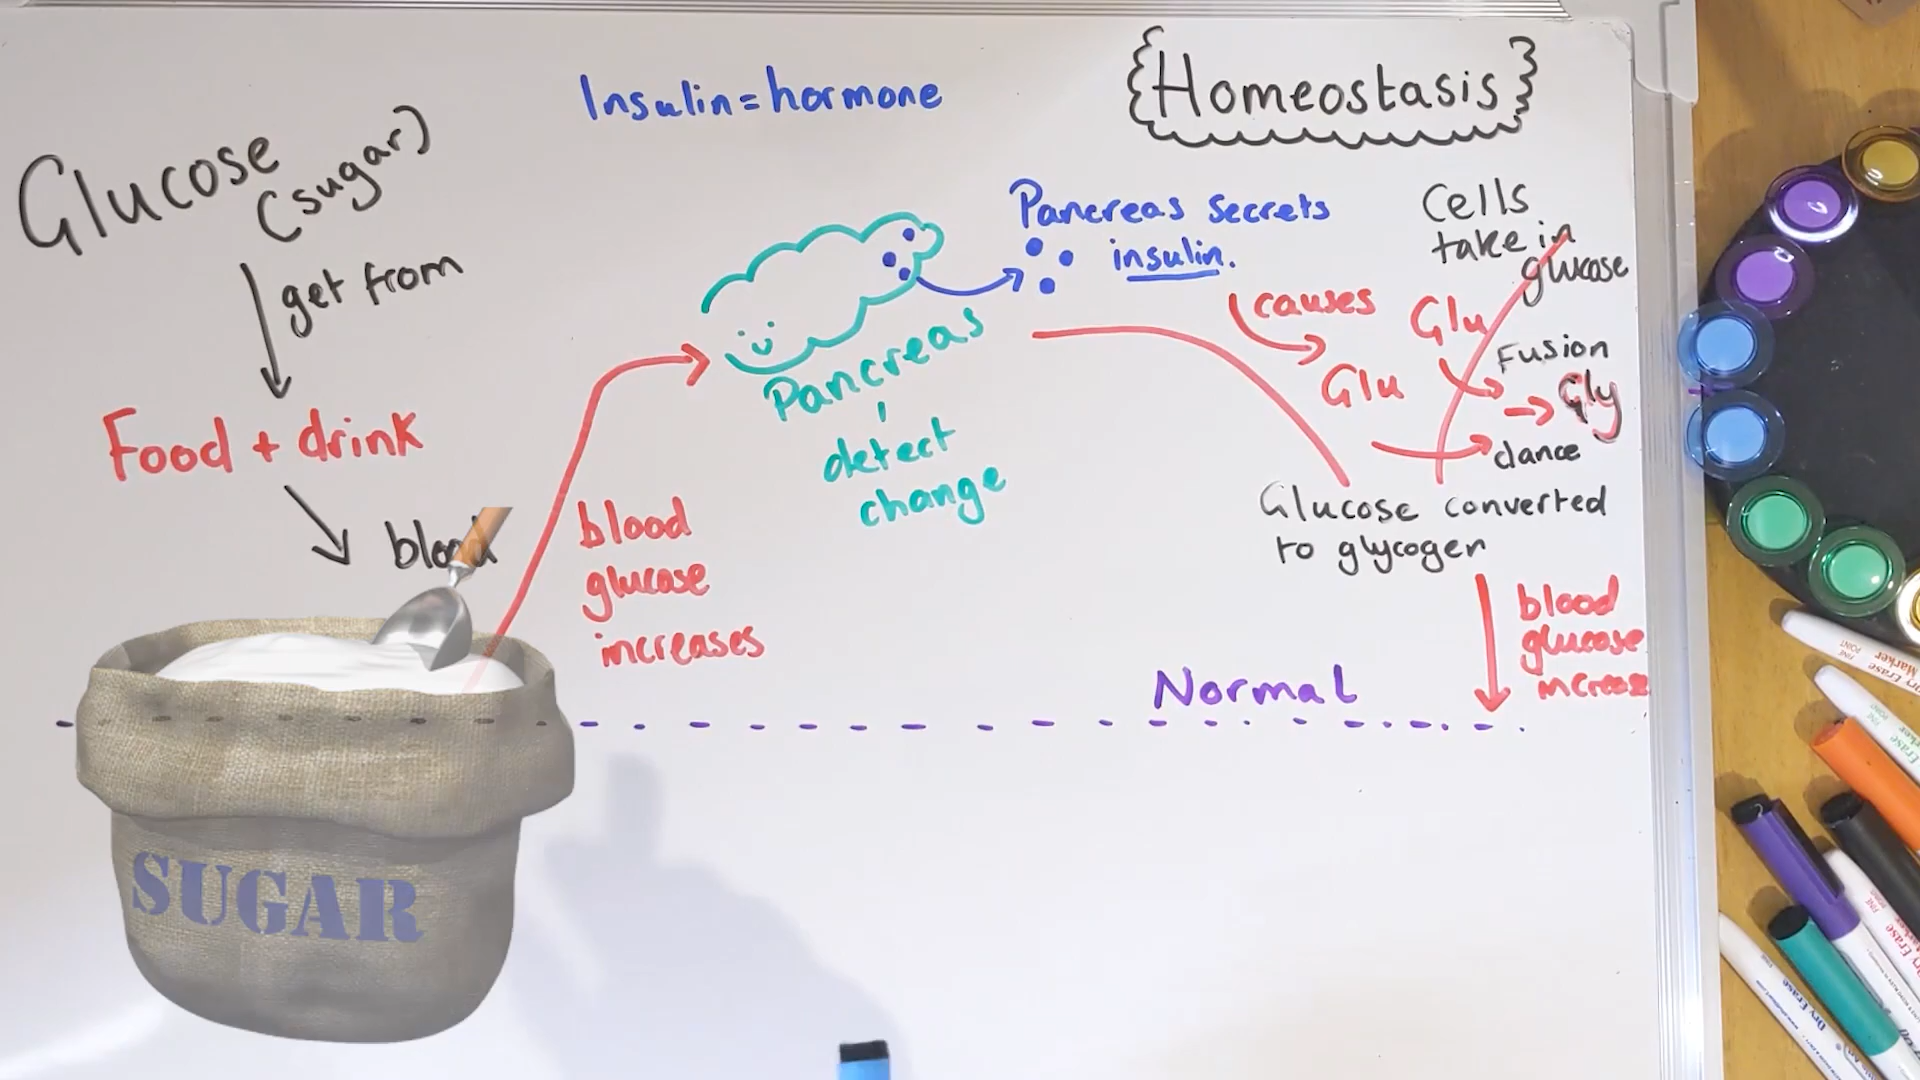 Insulin = hormone
Homeostasis
Glucose
(sugar)
get from
Food + drink
blood
blood
glucose
increases
Pancreas
detect
change
Pancreas secrets
insulin.
causes
Glu
Glu
Cells
take in
glucose
Fusion
Gly
dance
Glucose converted
to glycogen
blood
glucose
increase
Normal
SUGAR